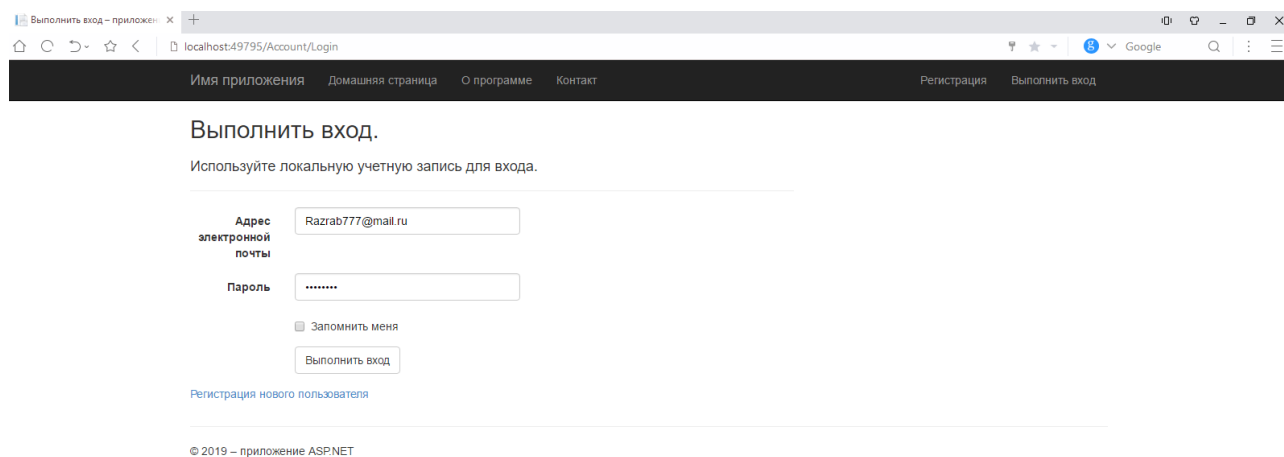 Выполнить вход – приложен
localhost:49795/Account/Login
Google
Имя приложения Домашняя страница О программе Контакт Регистрация Выполнить вход
Выполнить вход.
Используйте локальную учетную запись для входа.
Адрес
электронной
почты
Razrab777@mail.ru
Пароль
••••••••
Запомнить меня
Выполнить вход
Регистрация нового пользователя
© 2019 – приложение ASP.NET